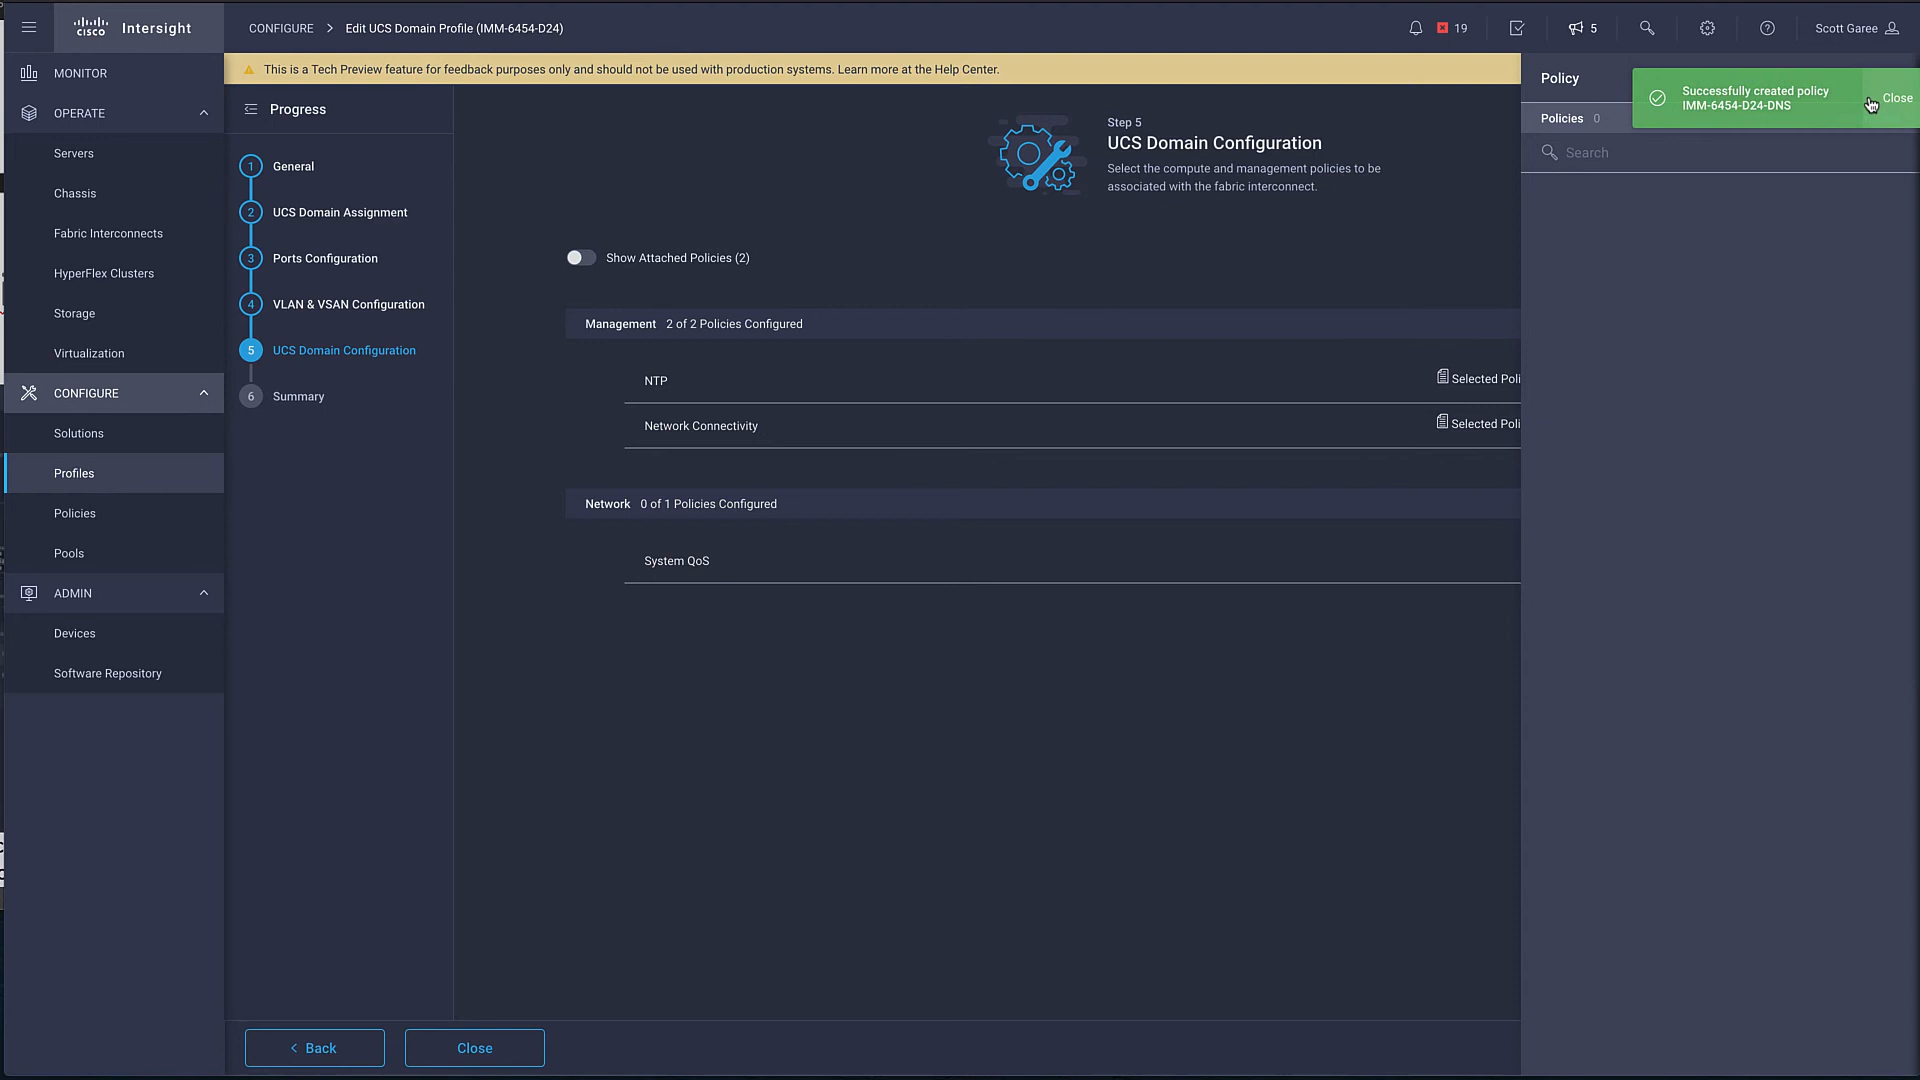 cisco Intersight
CONFIGURE > Edit UCS Domain Profile (IMM-6454-D24)
19
5
Scott Garee
MONITOR
OPERATE
Servers
Chassis
Fabric Interconnects
HyperFlex Clusters
Storage
Virtualization
CONFIGURE
Solutions
Profiles
Policies
Pools
ADMIN
Devices
Software Repository
This is a Tech Preview feature for feedback purposes only and should not be used with production systems. Learn more at the Help Center.
Progress
1 General
2 UCS Domain Assignment
3 Ports Configuration
4 VLAN & VSAN Configuration
5 UCS Domain Configuration
6 Summary
Step 5
UCS Domain Configuration
Select the compute and management policies to be
associated with the fabric interconnect.
Show Attached Policies (2)
Management 2 of 2 Policies Configured
NTP Selected Poli
Network Connectivity Selected Poli
Network 0 of 1 Policies Configured
System QoS
< Back
Close
Policy
Policies 0
Search
Successfully created policy
IMM-6454-D24-DNS
Close